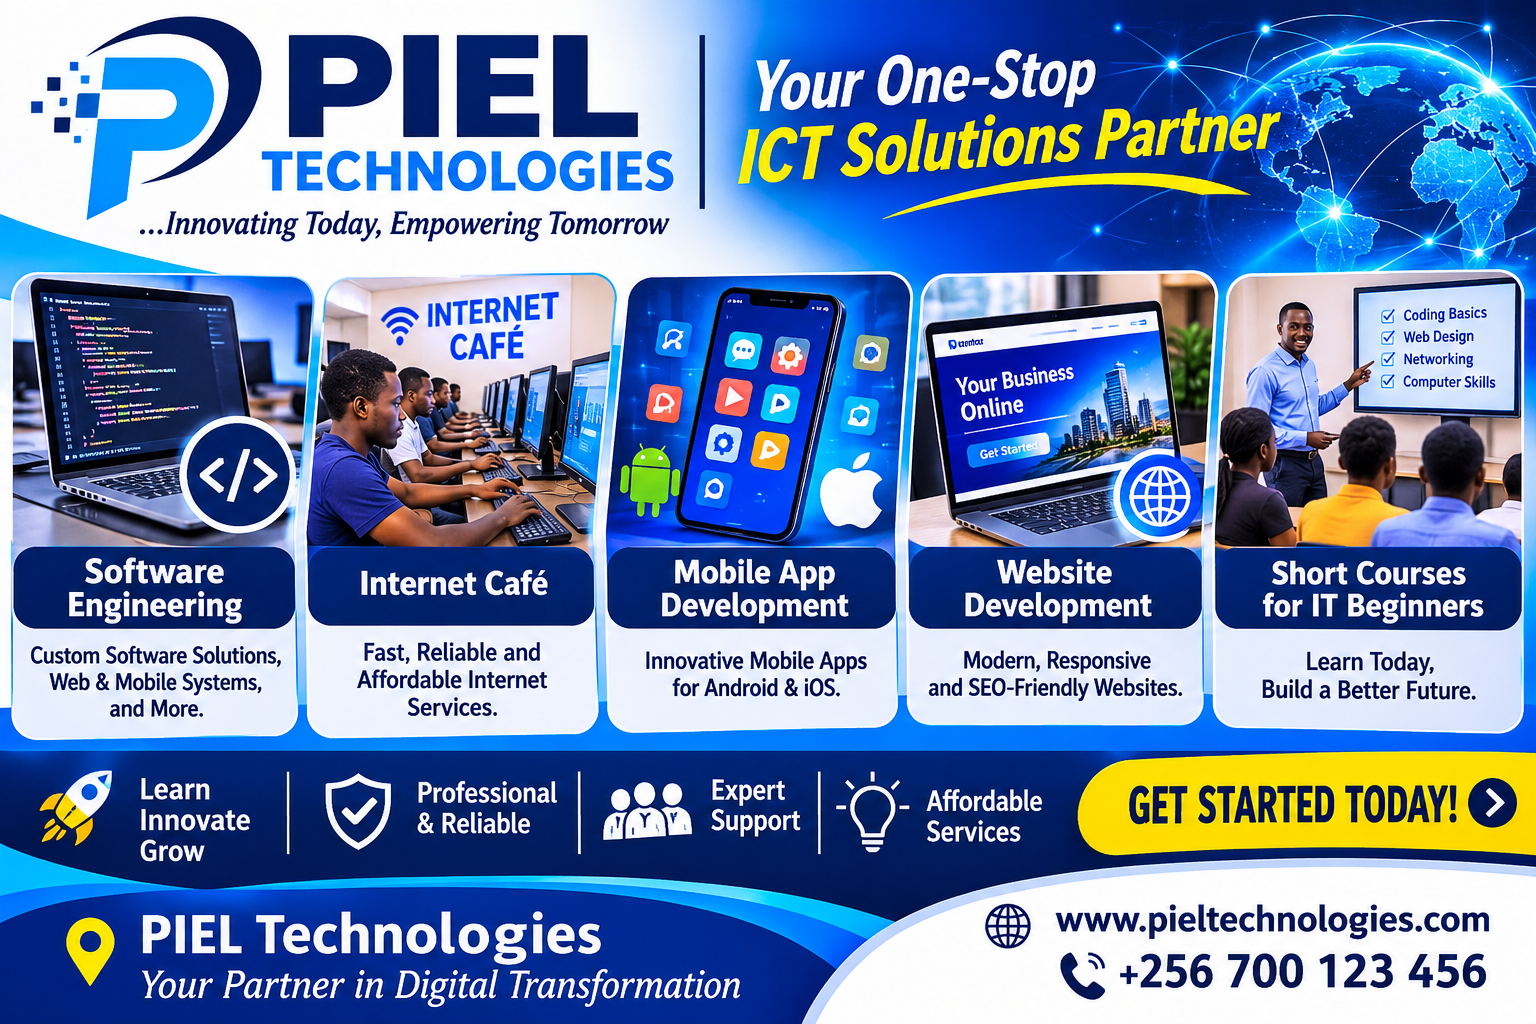 PIEL
TECHNOLOGIES
...Innovating Today, Empowering Tomorrow
Your One-Stop
ICT Solutions Partner
INTERNET
CAFÉ
Your Business
Online
Get Started
Coding Basics
Web Design
Networking
Computer Skills
Software
Engineering
Custom Software Solutions,
Web & Mobile Systems,
and More.
Internet Café
Fast, Reliable and
Affordable Internet
Services.
Mobile App
Development
Innovative Mobile Apps
for Android & iOS.
Website
Development
Modern, Responsive
and SEO-Friendly Websites.
Short Courses
for IT Beginners
Learn Today,
Build a Better Future.
Learn
Innovate
Grow
Professional
& Reliable
Expert
Support
Affordable
Services
GET STARTED TODAY!
PIEL Technologies
Your Partner in Digital Transformation
www.pieltechnologies.com
+256 700 123 456